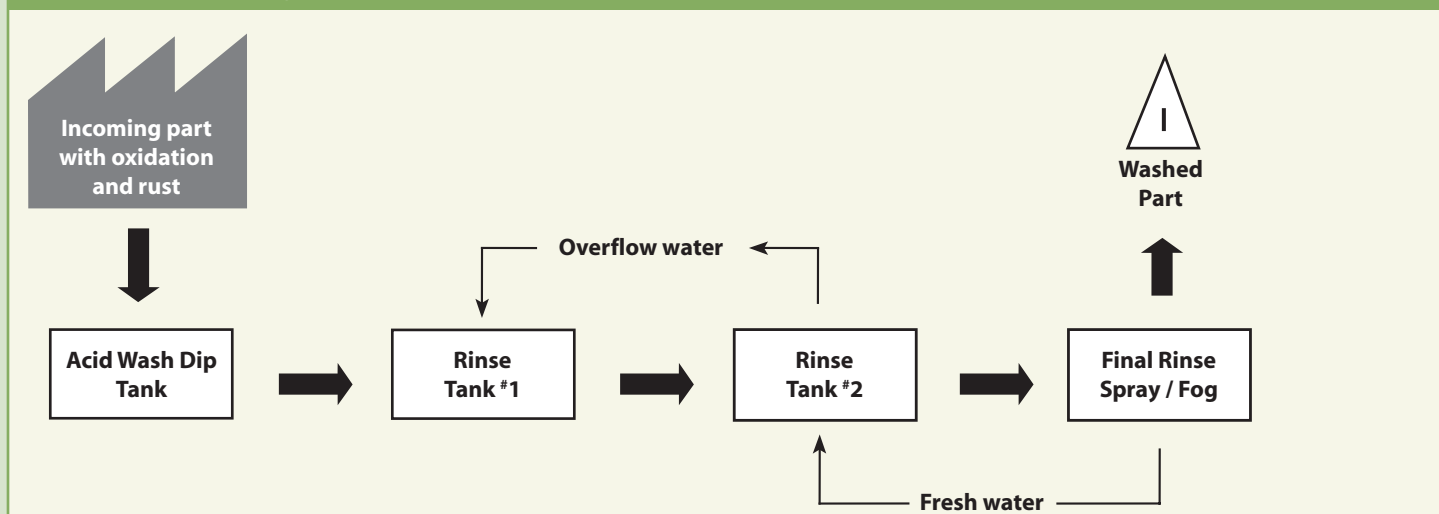 Incoming part
with oxidation
and rust
I
Washed
Part
Overflow water
Acid Wash Dip
Tank
Rinse
Tank #1
Rinse
Tank #2
Final Rinse
Spray / Fog
Fresh water